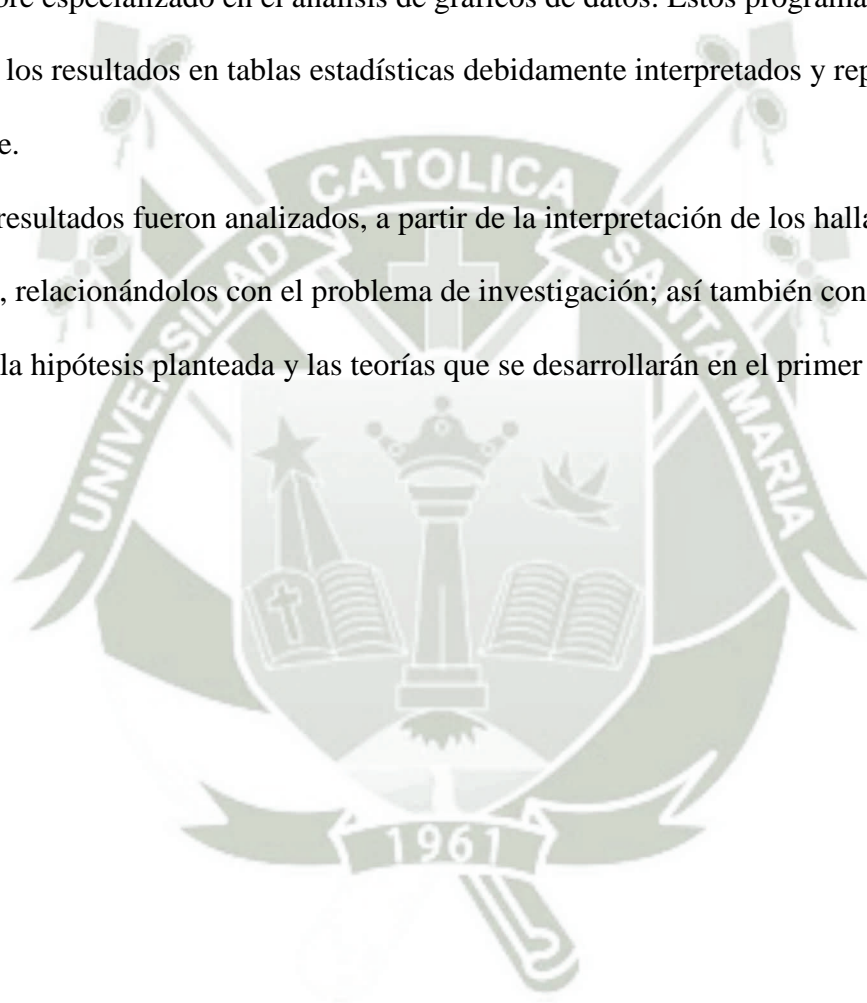 especializado en el análisis de gráficos de datos. Estos programa
los resultados en tablas estadísticas debidamente interpretados y rep
e.
resultados fueron analizados, a partir de la interpretación de los halla
, relacionándolos con el problema de investigación; así también con
la hipótesis planteada y las teorías que se desarrollarán en el primer
UNIVERSIDAD CATOLICA SANTA MARIA
1961